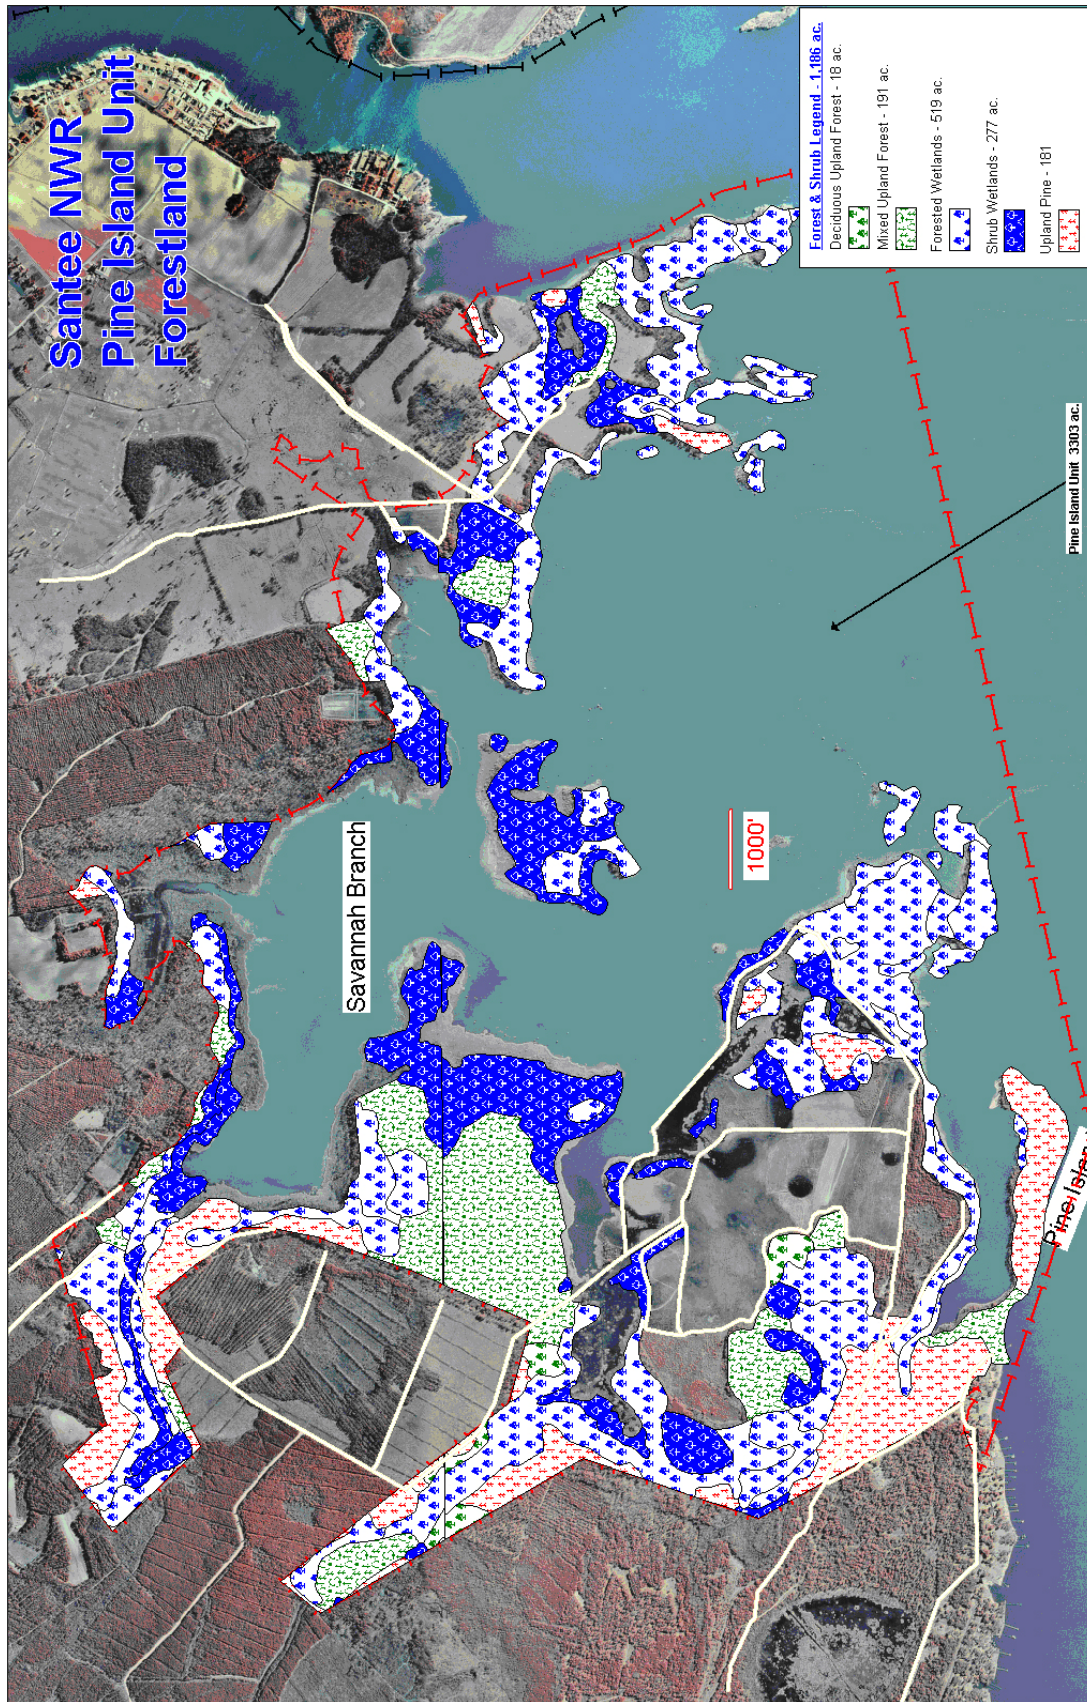 Santee NWR
Pine Island Unit
Forestland
Forest & Shrub Legend - 1,186 ac.
Deciduous Upland Forest - 18 ac.
Mixed Upland Forest - 191 ac.
Forested Wetlands - 519 ac.
Shrub Wetlands - 277 ac.
Upland Pine - 181
Savannah Branch
1000'
Pine Island Unit 3303 ac.
Pine Islan